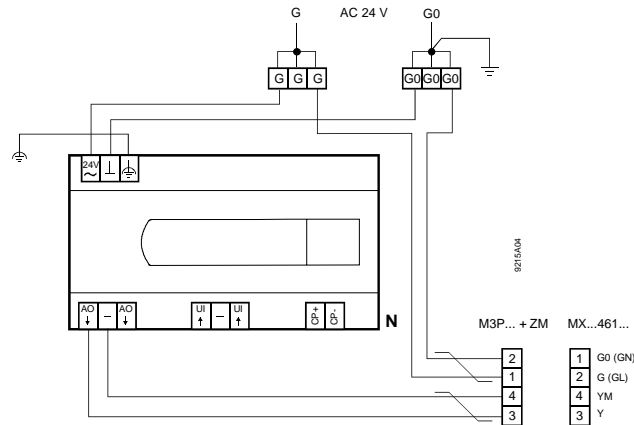 G AC 24 V G0
G G G G0 G0 G0
24V
~ ⊥
9215A04
AO – AO UI – UI CP+ CP-
N
M3P... + ZM MX...461...
2 1 G0 (GN)
1 2 G (GL)
4 4 YM
3 3 Y